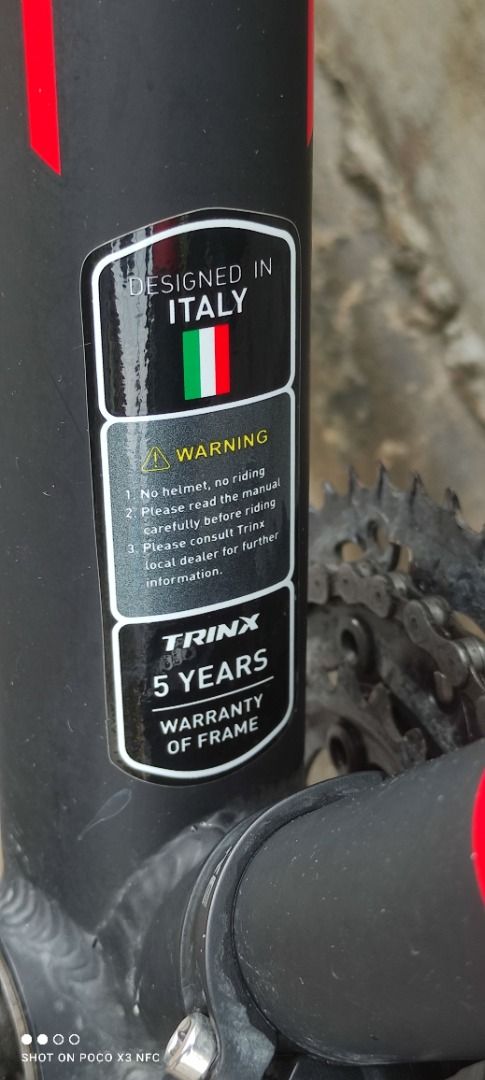 DESIGNED IN
ITALY
WARNING
1. No helmet, no riding
2. Please read the manual
carefully before riding
3. Please consult Trinx
local dealer for further
information.
TRINX
5 YEARS
WARRANTY
OF FRAME
SHOT ON POCO X3 NFC